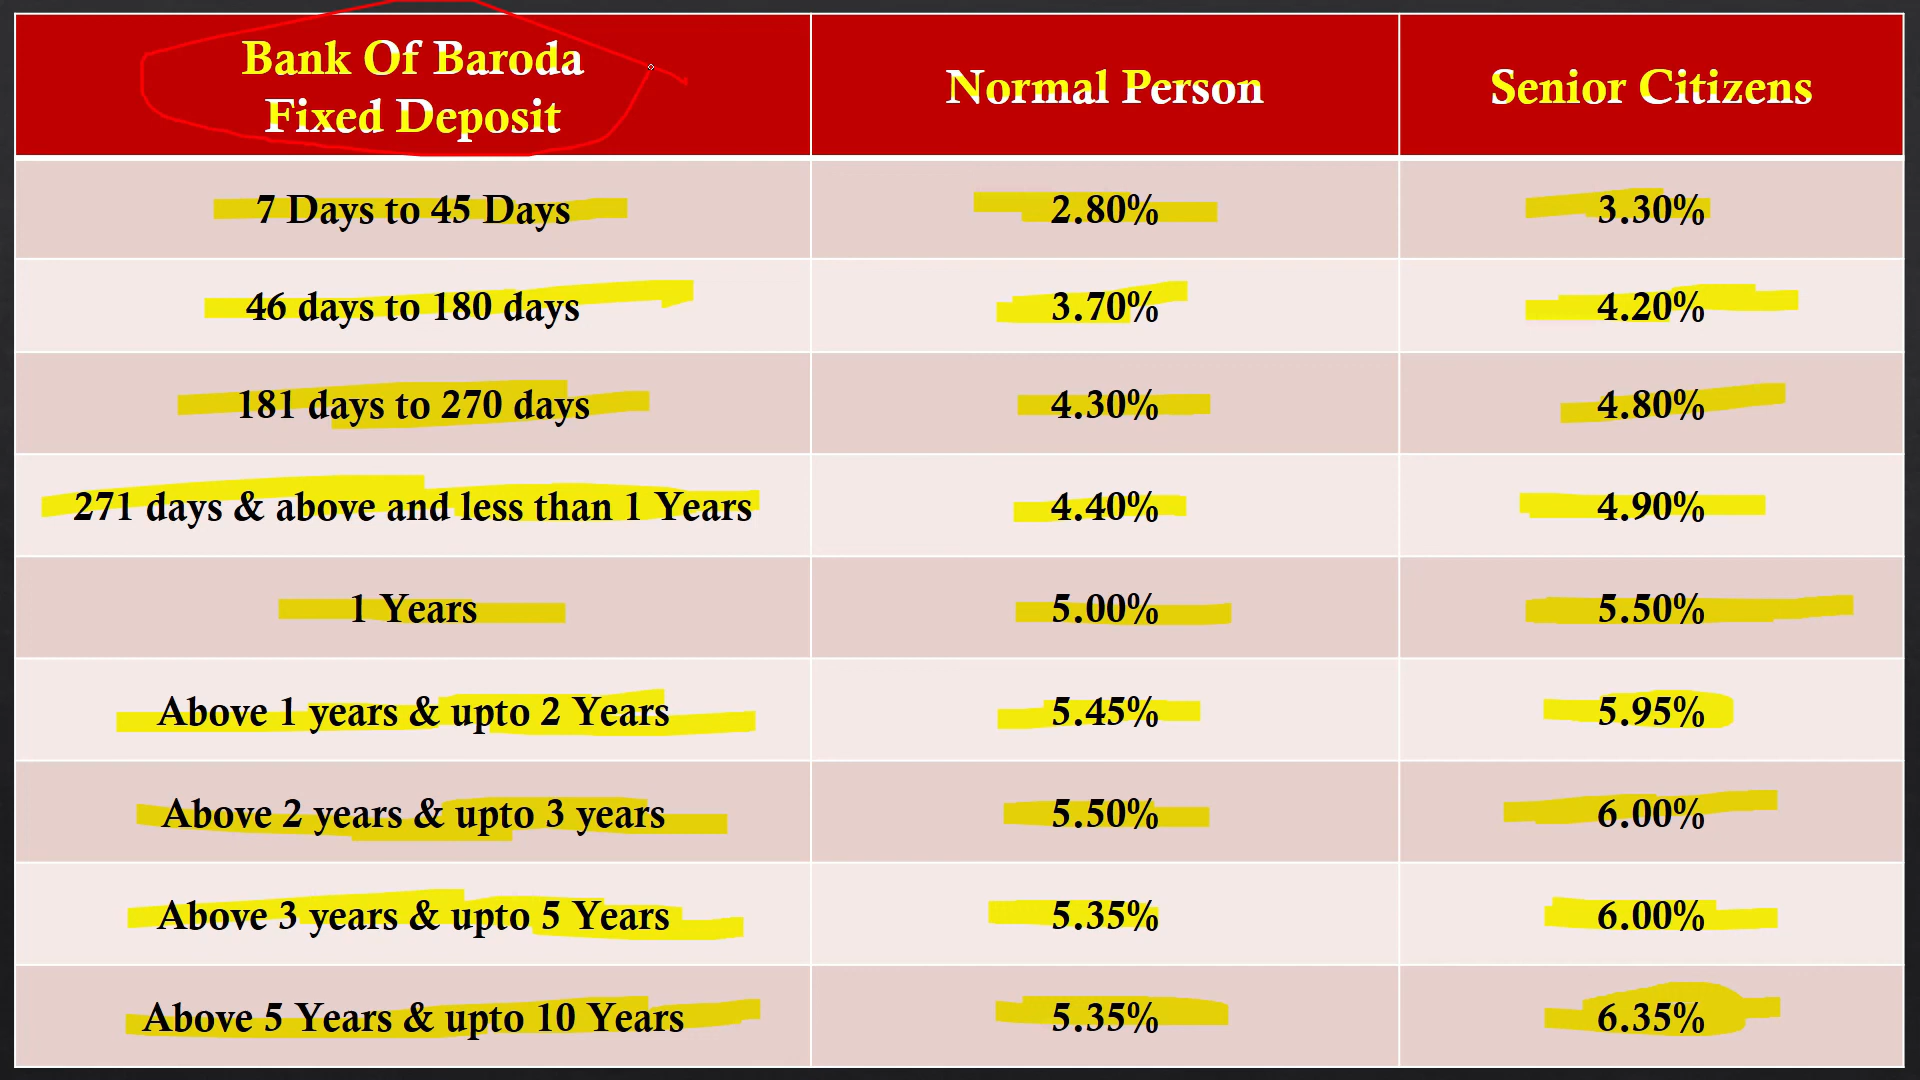 Bank Of Baroda
Fixed Deposit
Normal Person
Senior Citizens
7 Days to 45 Days
2.80%
3.30%
46 days to 180 days
3.70%
4.20%
181 days to 270 days
4.30%
4.80%
271 days & above and less than 1 Years
4.40%
4.90%
1 Years
5.00%
5.50%
Above 1 years & upto 2 Years
5.45%
5.95%
Above 2 years & upto 3 years
5.50%
6.00%
Above 3 years & upto 5 Years
5.35%
6.00%
Above 5 Years & upto 10 Years
5.35%
6.35%